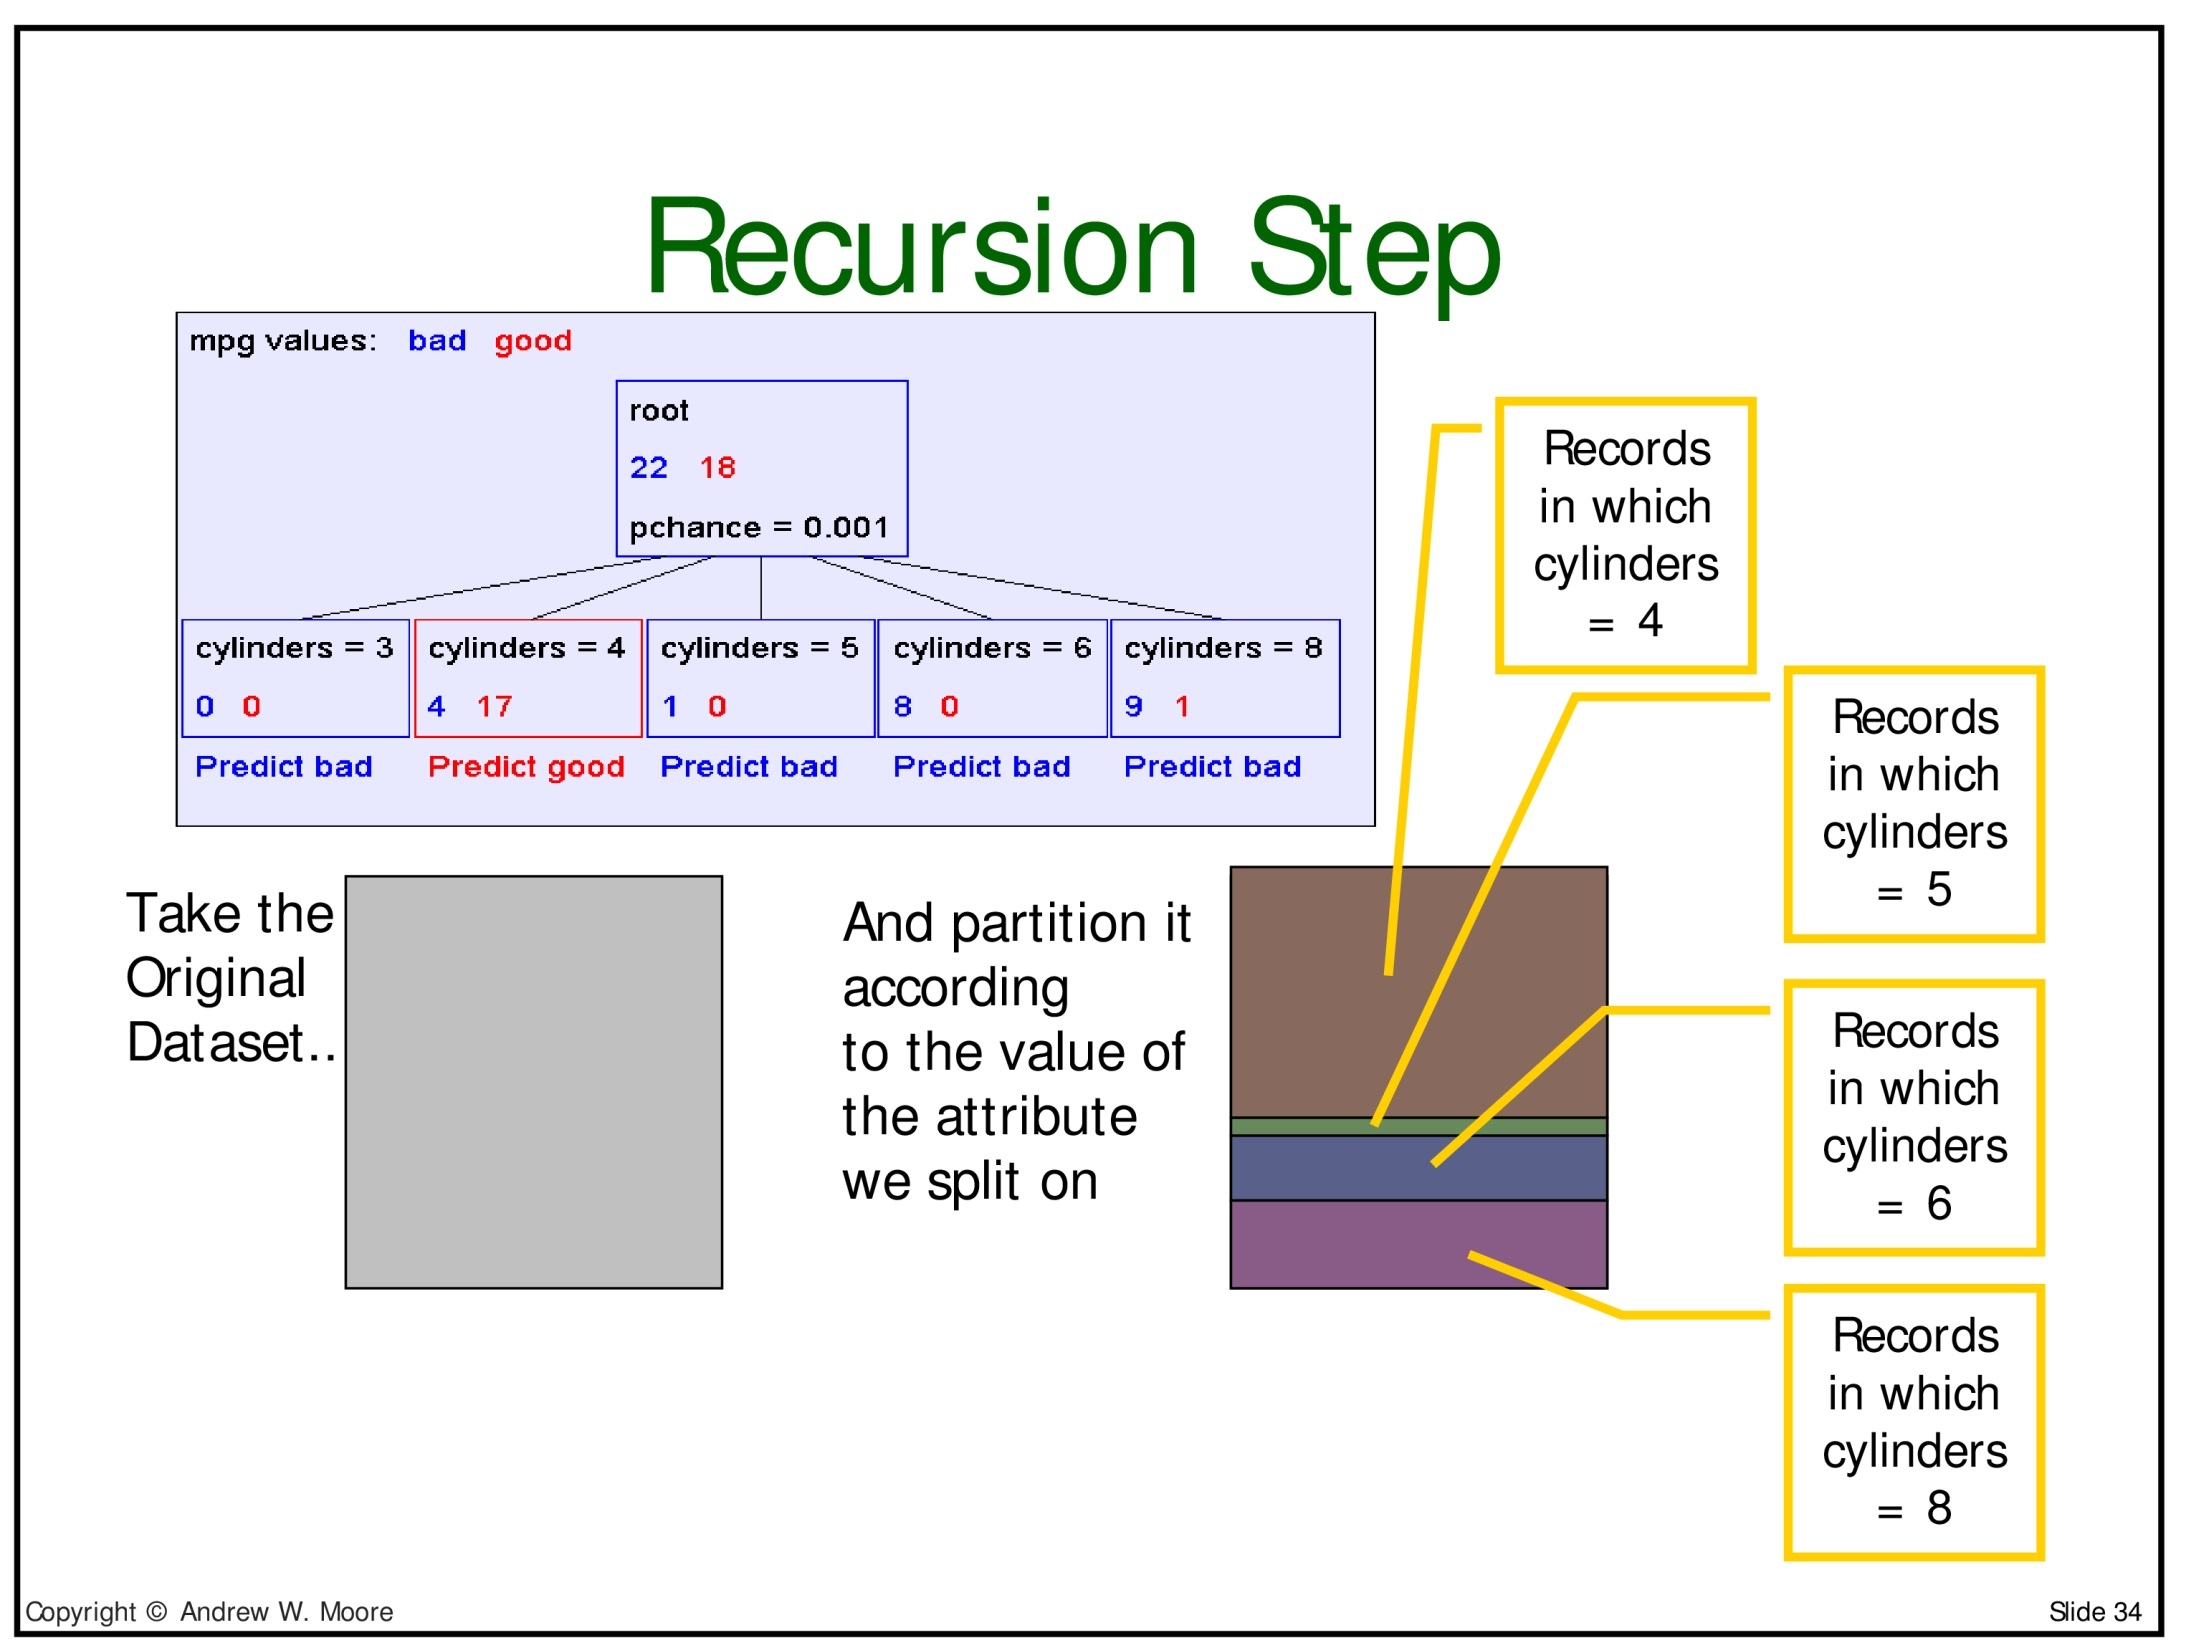 Recursion Step
mpg values: bad good
root
22 18
pchance = 0.001
cylinders = 3
0 0
Predict bad
cylinders = 4
4 17
Predict good
cylinders = 5
1 0
Predict bad
cylinders = 6
8 0
Predict bad
cylinders = 8
9 1
Predict bad
Take the
Original
Dataset..
And partition it
according
to the value of
the attribute
we split on
Records
in which
cylinders
= 4
Records
in which
cylinders
= 5
Records
in which
cylinders
= 6
Records
in which
cylinders
= 8
Copyright © Andrew W. Moore
Slide 34